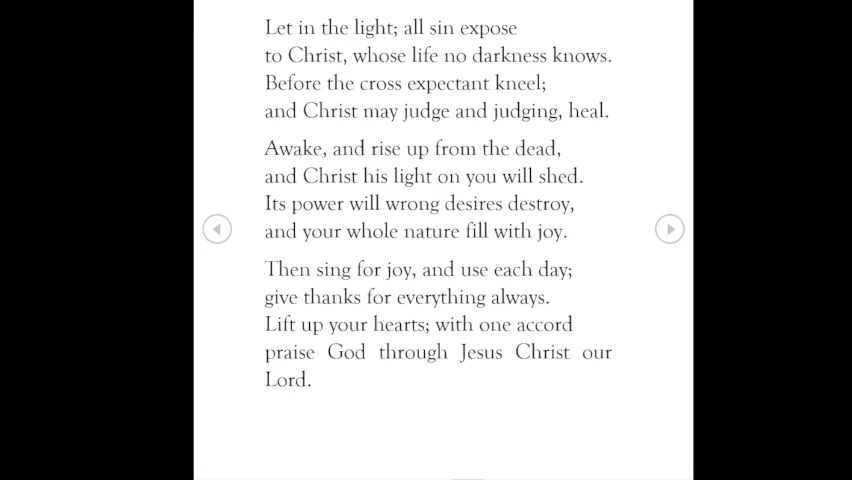 Let in the light; all sin expose
to Christ, whose life no darkness knows.
Before the cross expectant kneel;
and Christ may judge and judging, heal.
Awake, and rise up from the dead,
and Christ his light on you will shed.
Its power will wrong desires destroy,
and your whole nature fill with joy.
Then sing for joy, and use each day;
give thanks for everything always.
Lift up your hearts; with one accord
praise God through Jesus Christ our
Lord.